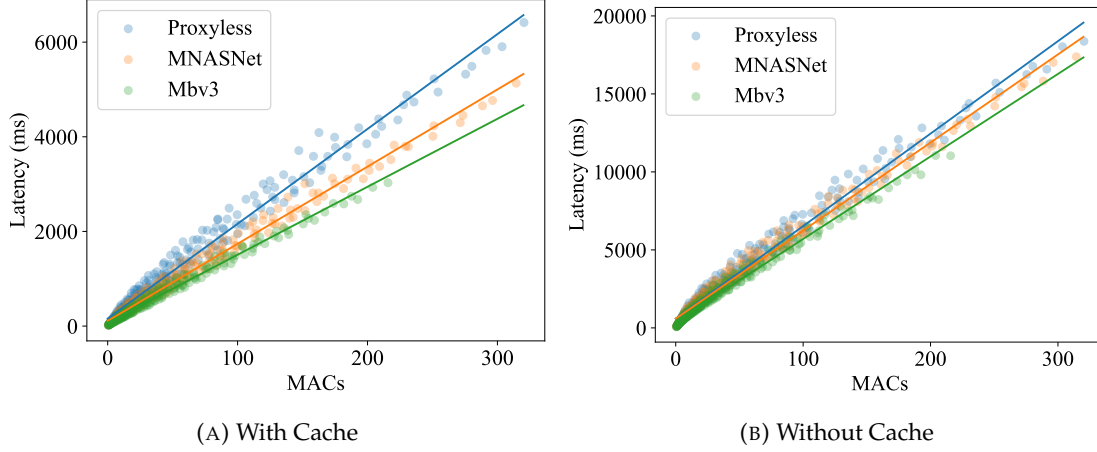 Proxyless
MNASNet
Mbv3
6000
4000
2000
0
Latency (ms)
0
100
200
300
MACs
(A) With Cache
Proxyless
MNASNet
Mbv3
20000
15000
10000
5000
0
Latency (ms)
0
100
200
300
MACs
(B) Without Cache